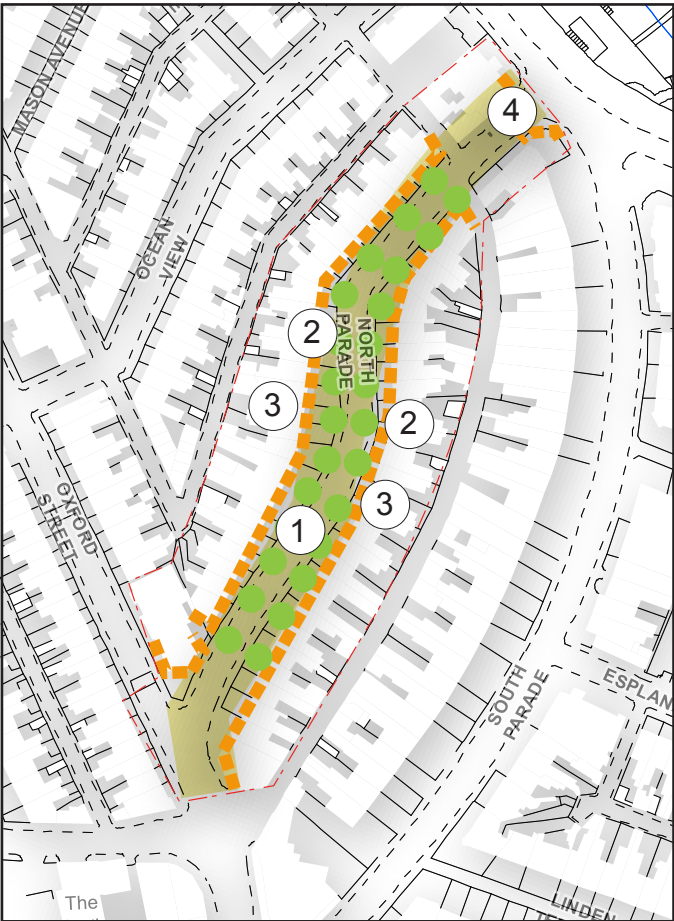 MASON AVENUE
4
OCEAN
VIEW
2
NORTH
PARADE
3
2
3
OXFORD
STREET
1
SOUTH
PARADE
ESPLAN
The
LINDEN